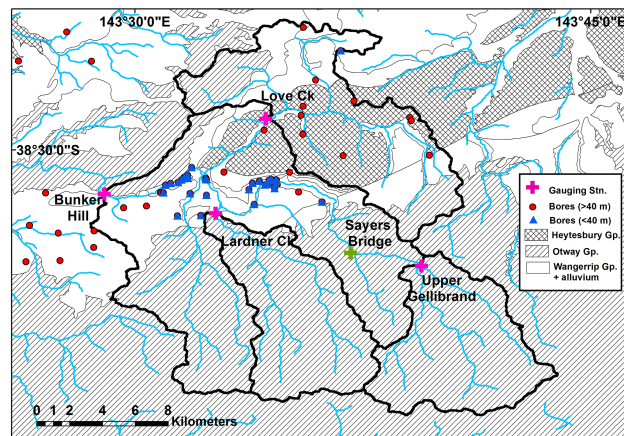 143°30'0"E
143°45'0"E
Love Ck
38°30'0"S
Bunker
Hill
Lardner Ck
Sayers
Bridge
Upper
Gellibrand
Gauging Stn.
Bores (>40 m)
Bores (<40 m)
Heytesbury Gp.
Otway Gp.
Wangerrip Gp.
+ alluvium
0 1 2 4 6 8
Kilometers